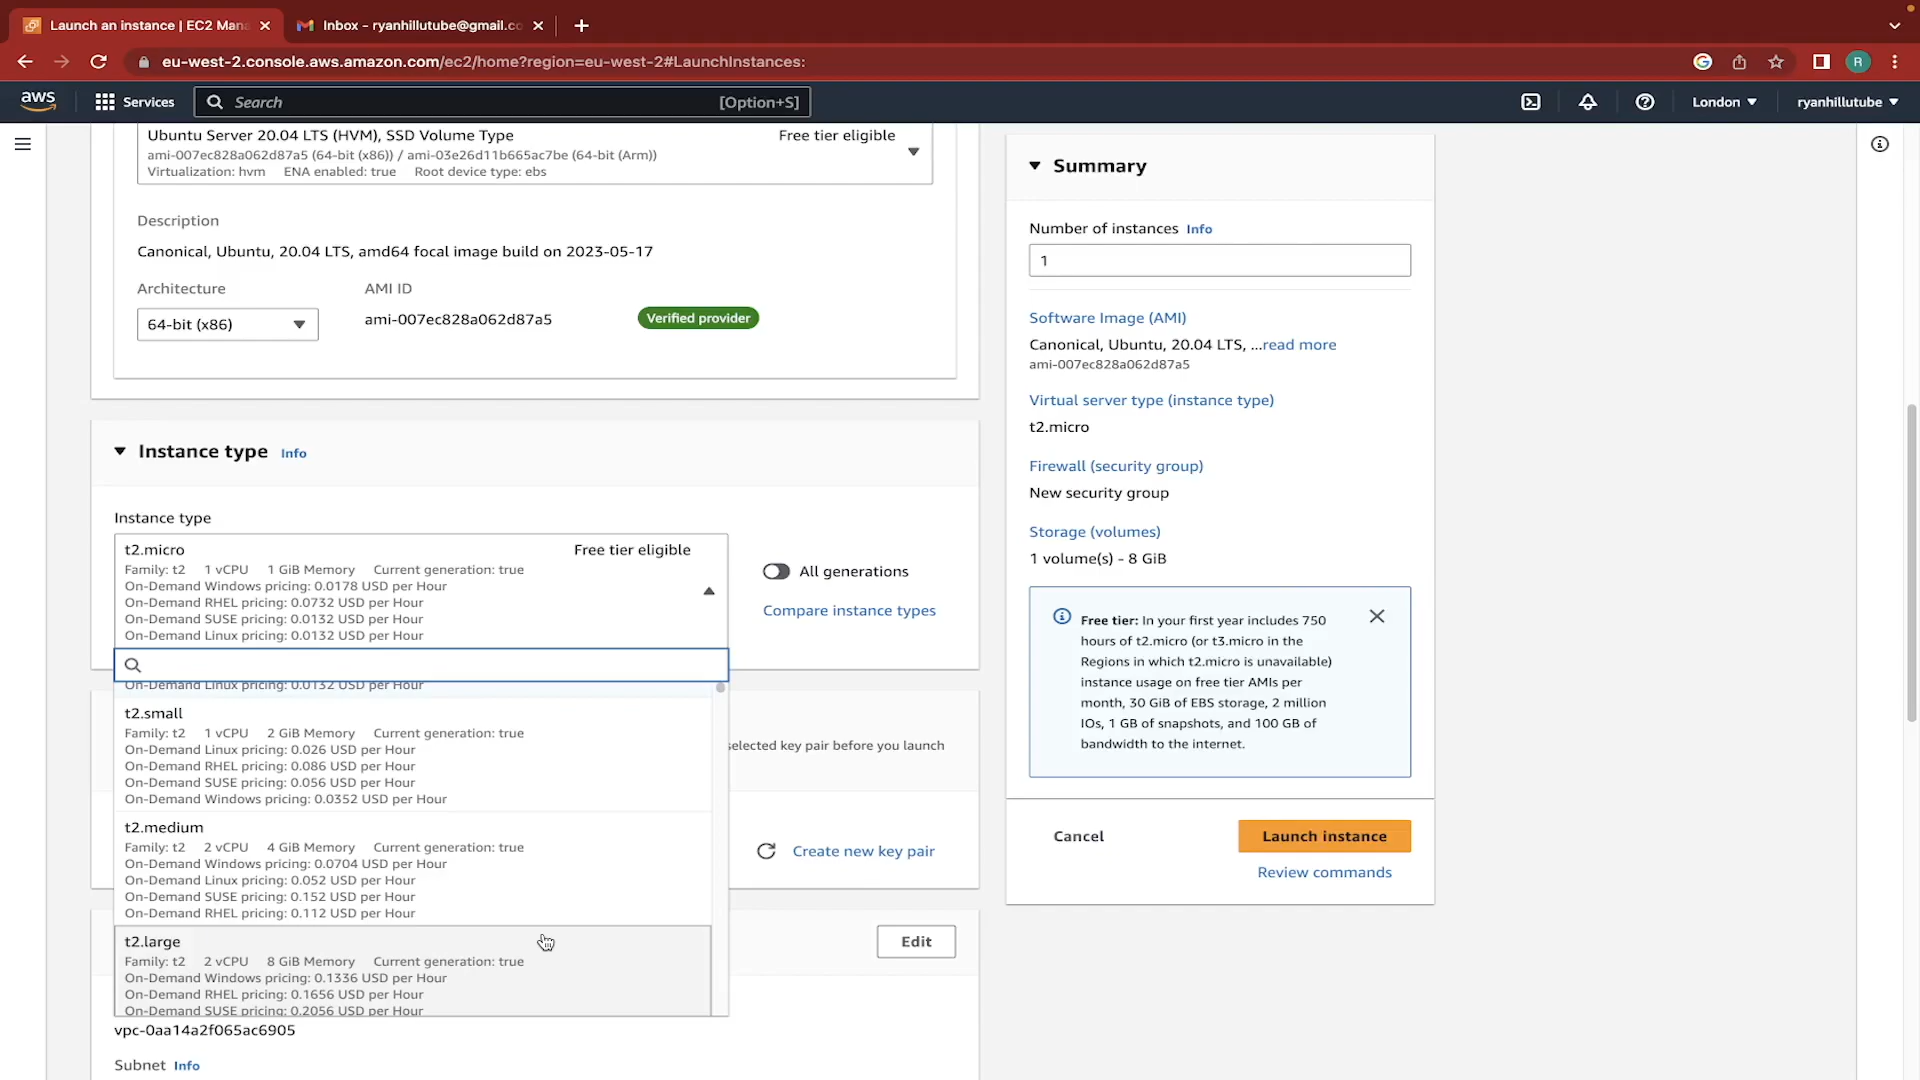 Launch an instance | EC2 Man
Inbox - ryanhillutube@gmail.co
eu-west-2.console.aws.amazon.com/ec2/home?region=eu-west-2#LaunchInstances:
R
aws
Services
Search
[Option+S]
London
ryanhillutube
Ubuntu Server 20.04 LTS (HVM), SSD Volume Type
Free tier eligible
ami-007ec828a062d87a5 (64-bit (x86)) / ami-03e26d11b665ac7be (64-bit (Arm))
Virtualization: hvm ENA enabled: true Root device type: ebs
Description
Canonical, Ubuntu, 20.04 LTS, amd64 focal image build on 2023-05-17
Architecture
AMI ID
64-bit (x86)
ami-007ec828a062d87a5
Verified provider
Instance type Info
Instance type
t2.micro
Free tier eligible
Family: t2 1 vCPU 1 GiB Memory Current generation: true
On-Demand Windows pricing: 0.0178 USD per Hour
On-Demand RHEL pricing: 0.0732 USD per Hour
On-Demand SUSE pricing: 0.0132 USD per Hour
On-Demand Linux pricing: 0.0132 USD per Hour
All generations
Compare instance types
On-Demand Linux pricing: 0.0132 USD per Hour
t2.small
Family: t2 1 vCPU 2 GiB Memory Current generation: true
On-Demand Linux pricing: 0.026 USD per Hour
On-Demand RHEL pricing: 0.086 USD per Hour
On-Demand SUSE pricing: 0.056 USD per Hour
On-Demand Windows pricing: 0.0352 USD per Hour
t2.medium
Family: t2 2 vCPU 4 GiB Memory Current generation: true
On-Demand Windows pricing: 0.0704 USD per Hour
On-Demand Linux pricing: 0.052 USD per Hour
On-Demand SUSE pricing: 0.152 USD per Hour
On-Demand RHEL pricing: 0.112 USD per Hour
t2.large
Family: t2 2 vCPU 8 GiB Memory Current generation: true
On-Demand Windows pricing: 0.1336 USD per Hour
On-Demand RHEL pricing: 0.1656 USD per Hour
On-Demand SUSE pricing: 0.2056 USD per Hour
selected key pair before you launch
Create new key pair
Edit
vpc-0aa14a2f065ac6905
Subnet Info
Summary
Number of instances Info
1
Software Image (AMI)
Canonical, Ubuntu, 20.04 LTS, ...read more
ami-007ec828a062d87a5
Virtual server type (instance type)
t2.micro
Firewall (security group)
New security group
Storage (volumes)
1 volume(s) - 8 GiB
Free tier: In your first year includes 750
hours of t2.micro (or t3.micro in the
Regions in which t2.micro is unavailable)
instance usage on free tier AMIs per
month, 30 GiB of EBS storage, 2 million
IOs, 1 GB of snapshots, and 100 GB of
bandwidth to the internet.
Cancel
Launch instance
Review commands